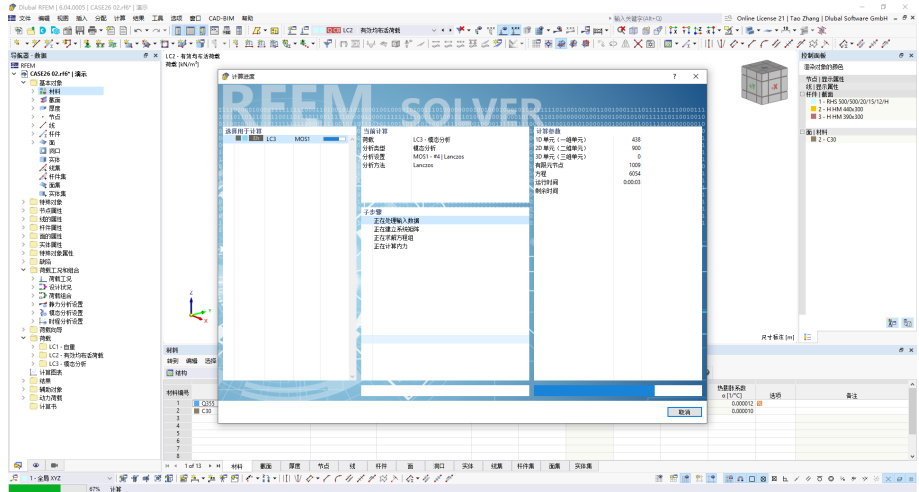 Dlubal RFEM | 6.04.0005 | CASE26 02.rf6* | 演示
文件 编辑 视图 插入 分配 计算 结果 工具 选项 窗口 CAD-BIM 帮助
输入关键字(Alt+Q)
Online License 21 | Tao Zhang | Dlubal Software GmbH
LC2 有效均布活荷载
导航器 - 数据
RFEM
CASE26 02.rf6* | 演示
基本对象
材料
截面
厚度
节点
线
杆件
面
洞口
实体
线集
杆件集
面集
实体集
特殊对象
节点属性
线的属性
杆件属性
面的属性
实体属性
特殊对象属性
缺陷
荷载工况和组合
荷载工况
设计状况
荷载组合
静力分析设置
模态分析设置
时程分析设置
荷载向导
荷载
LC1 - 自重
LC2 - 有效均布活荷载
LC3 - 模态分析
计算图表
结果
辅助对象
动力荷载
计算书
LC2 - 有效均布活荷载
荷载 [kN/m²]
计算进度
RFEM SOLVER
选择用于计算
LC3 MOS1
当前计算
荷载 LC3 - 模态分析
分析类型 模态分析
分析设置 MOS1 - #4 | Lanczos
分析方法 Lanczos
子步骤
正在处理输入数据
正在建立系统矩阵
正在求解方程组
正在计算内力
计算参数
1D 单元（一维单元） 438
2D 单元（二维单元） 900
3D 单元（三维单元） 0
有限元节点 1009
方程 6054
运行时间 0:00:03
剩余时间
取消
控制面板
渲染对象的颜色
节点 | 显示属性
线 | 显示属性
杆件 | 截面
1 - RHS 500/500/20/15/12/H
2 - H HM 440x300
3 - H HM 390x300
面 | 材料
2 - C30
尺寸标注 [m]
材料
转到 编辑 选择
结构
材料编号
热膨胀系数
α [1/°C]
选项
备注
1 Q355 0.000012
2 C30 0.000010
3
4
5
6
7
8
1 of 13
材料 截面 厚度 节点 线 杆件 面 洞口 实体 线集 杆件集 面集 实体集
1 - 全局 XYZ
67% 计算